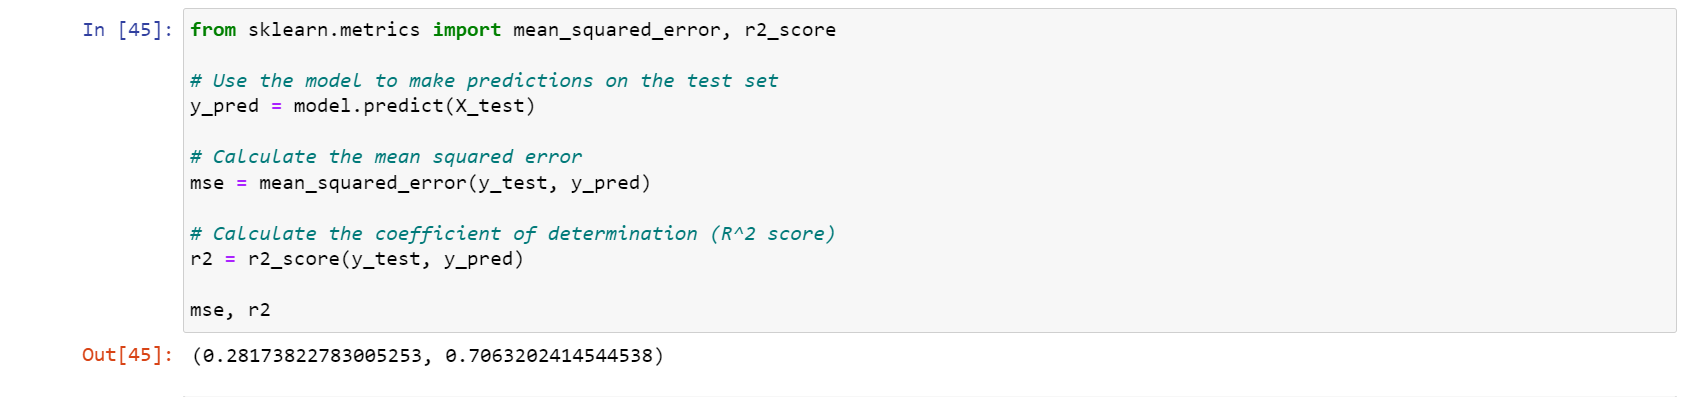 In [45]: from sklearn.metrics import mean_squared_error, r2_score
# Use the model to make predictions on the test set
y_pred = model.predict(X_test)
# Calculate the mean squared error
mse = mean_squared_error(y_test, y_pred)
# Calculate the coefficient of determination (R^2 score)
r2 = r2_score(y_test, y_pred)
mse, r2
Out[45]: (0.28173822783005253, 0.7063202414544538)